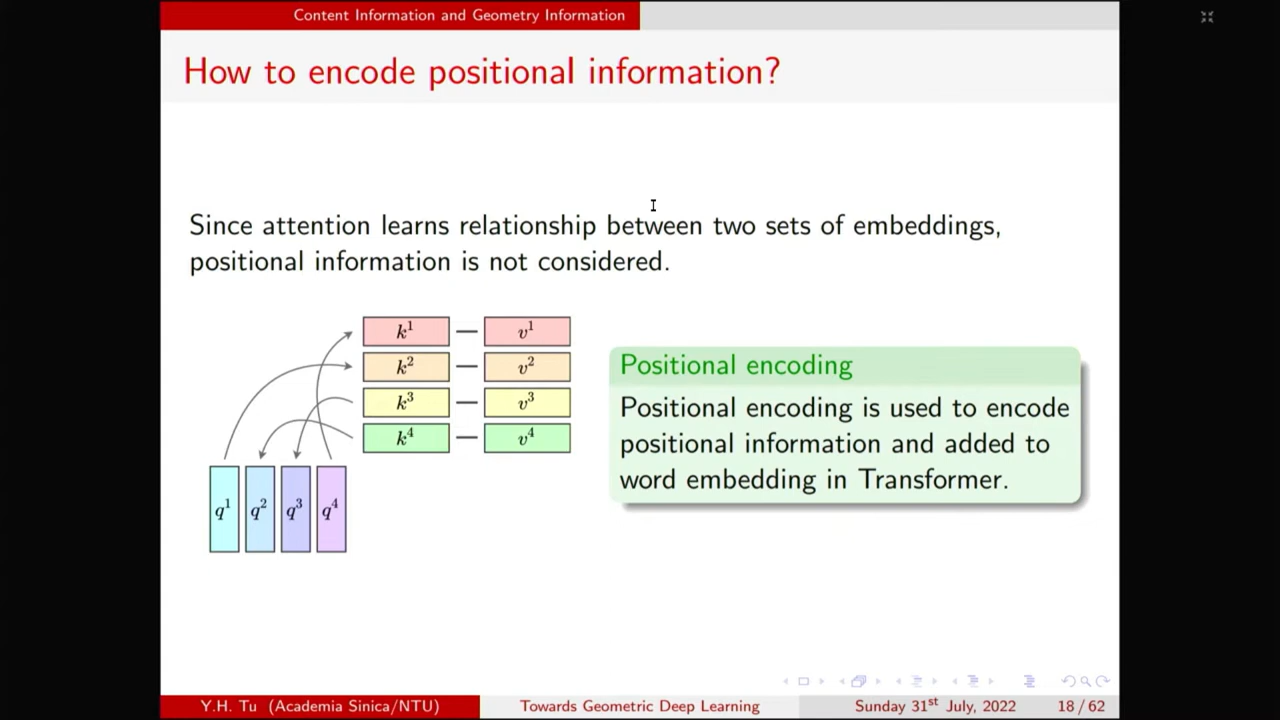 Content Information and Geometry Information
How to encode positional information?
Since attention learns relationship between two sets of embeddings,
positional information is not considered.
k¹ v¹
k² v²
k³ v³
k⁴ v⁴
q¹ q² q³ q⁴
Positional encoding
Positional encoding is used to encode
positional information and added to
word embedding in Transformer.
Y.H. Tu (Academia Sinica/NTU) Towards Geometric Deep Learning Sunday 31ˢᵗ July, 2022 18 / 62